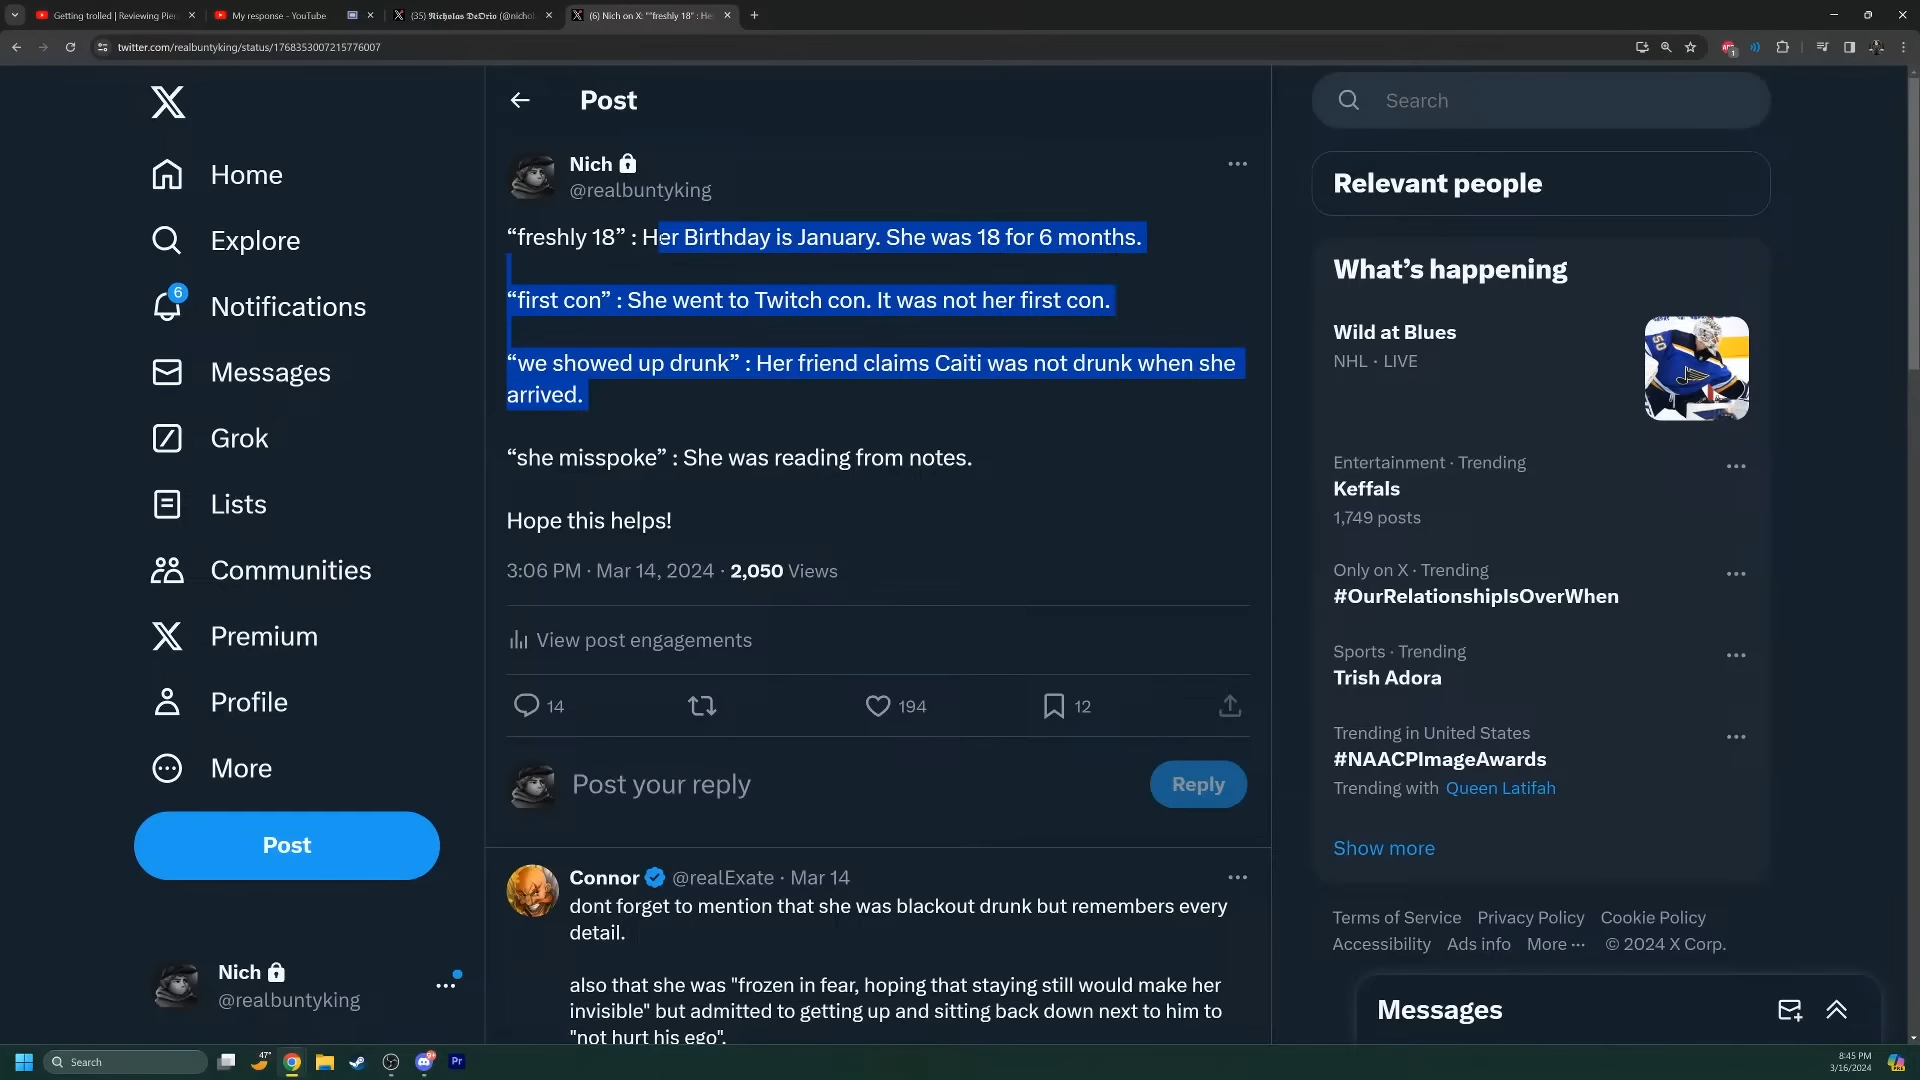 Getting trolled | Reviewing Pier
My response - YouTube
(35) 𝕹𝖎𝖈𝖍𝖔𝖑𝖆𝖘 𝕯𝖊𝕺𝖗𝖎𝖔 (@nichol
(6) Nich on X: "“freshly 18” : He
twitter.com/realbuntyking/status/1768353007215776007
Home
Explore
6
Notifications
Messages
Grok
Lists
Communities
Premium
Profile
More
Post
Nich
@realbuntyking
Post
Nich
@realbuntyking
“freshly 18” : Her Birthday is January. She was 18 for 6 months.
“first con” : She went to Twitch con. It was not her first con.
“we showed up drunk” : Her friend claims Caiti was not drunk when she
arrived.
“she misspoke” : She was reading from notes.
Hope this helps!
3:06 PM · Mar 14, 2024 · 2,050 Views
View post engagements
14
194
12
Post your reply
Reply
Connor @realExate · Mar 14
dont forget to mention that she was blackout drunk but remembers every
detail.
also that she was "frozen in fear, hoping that staying still would make her
invisible" but admitted to getting up and sitting back down next to him to
"not hurt his ego".
Search
Relevant people
What’s happening
Wild at Blues
NHL · LIVE
50
Entertainment · Trending
Keffals
1,749 posts
Only on X · Trending
#OurRelationshipIsOverWhen
Sports · Trending
Trish Adora
Trending in United States
#NAACPImageAwards
Trending with Queen Latifah
Show more
Terms of Service Privacy Policy Cookie Policy
Accessibility Ads info More ··· © 2024 X Corp.
Messages
Search
47°
Pr
8:45 PM
3/16/2024